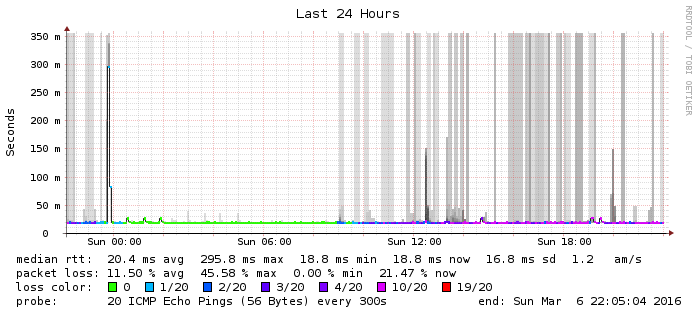 Last 24 Hours
RRDTOOL / TOBI OETIKER
Seconds
350 m
300 m
250 m
200 m
150 m
100 m
50 m
0
Sun 00:00 Sun 06:00 Sun 12:00 Sun 18:00
median rtt: 20.4 ms avg 295.8 ms max 18.8 ms min 18.8 ms now 16.8 ms sd 1.2 am/s
packet loss: 11.50 % avg 45.58 % max 0.00 % min 21.47 % now
loss color: 0 1/20 2/20 3/20 4/20 10/20 19/20
probe: 20 ICMP Echo Pings (56 Bytes) every 300s end: Sun Mar 6 22:05:04 2016